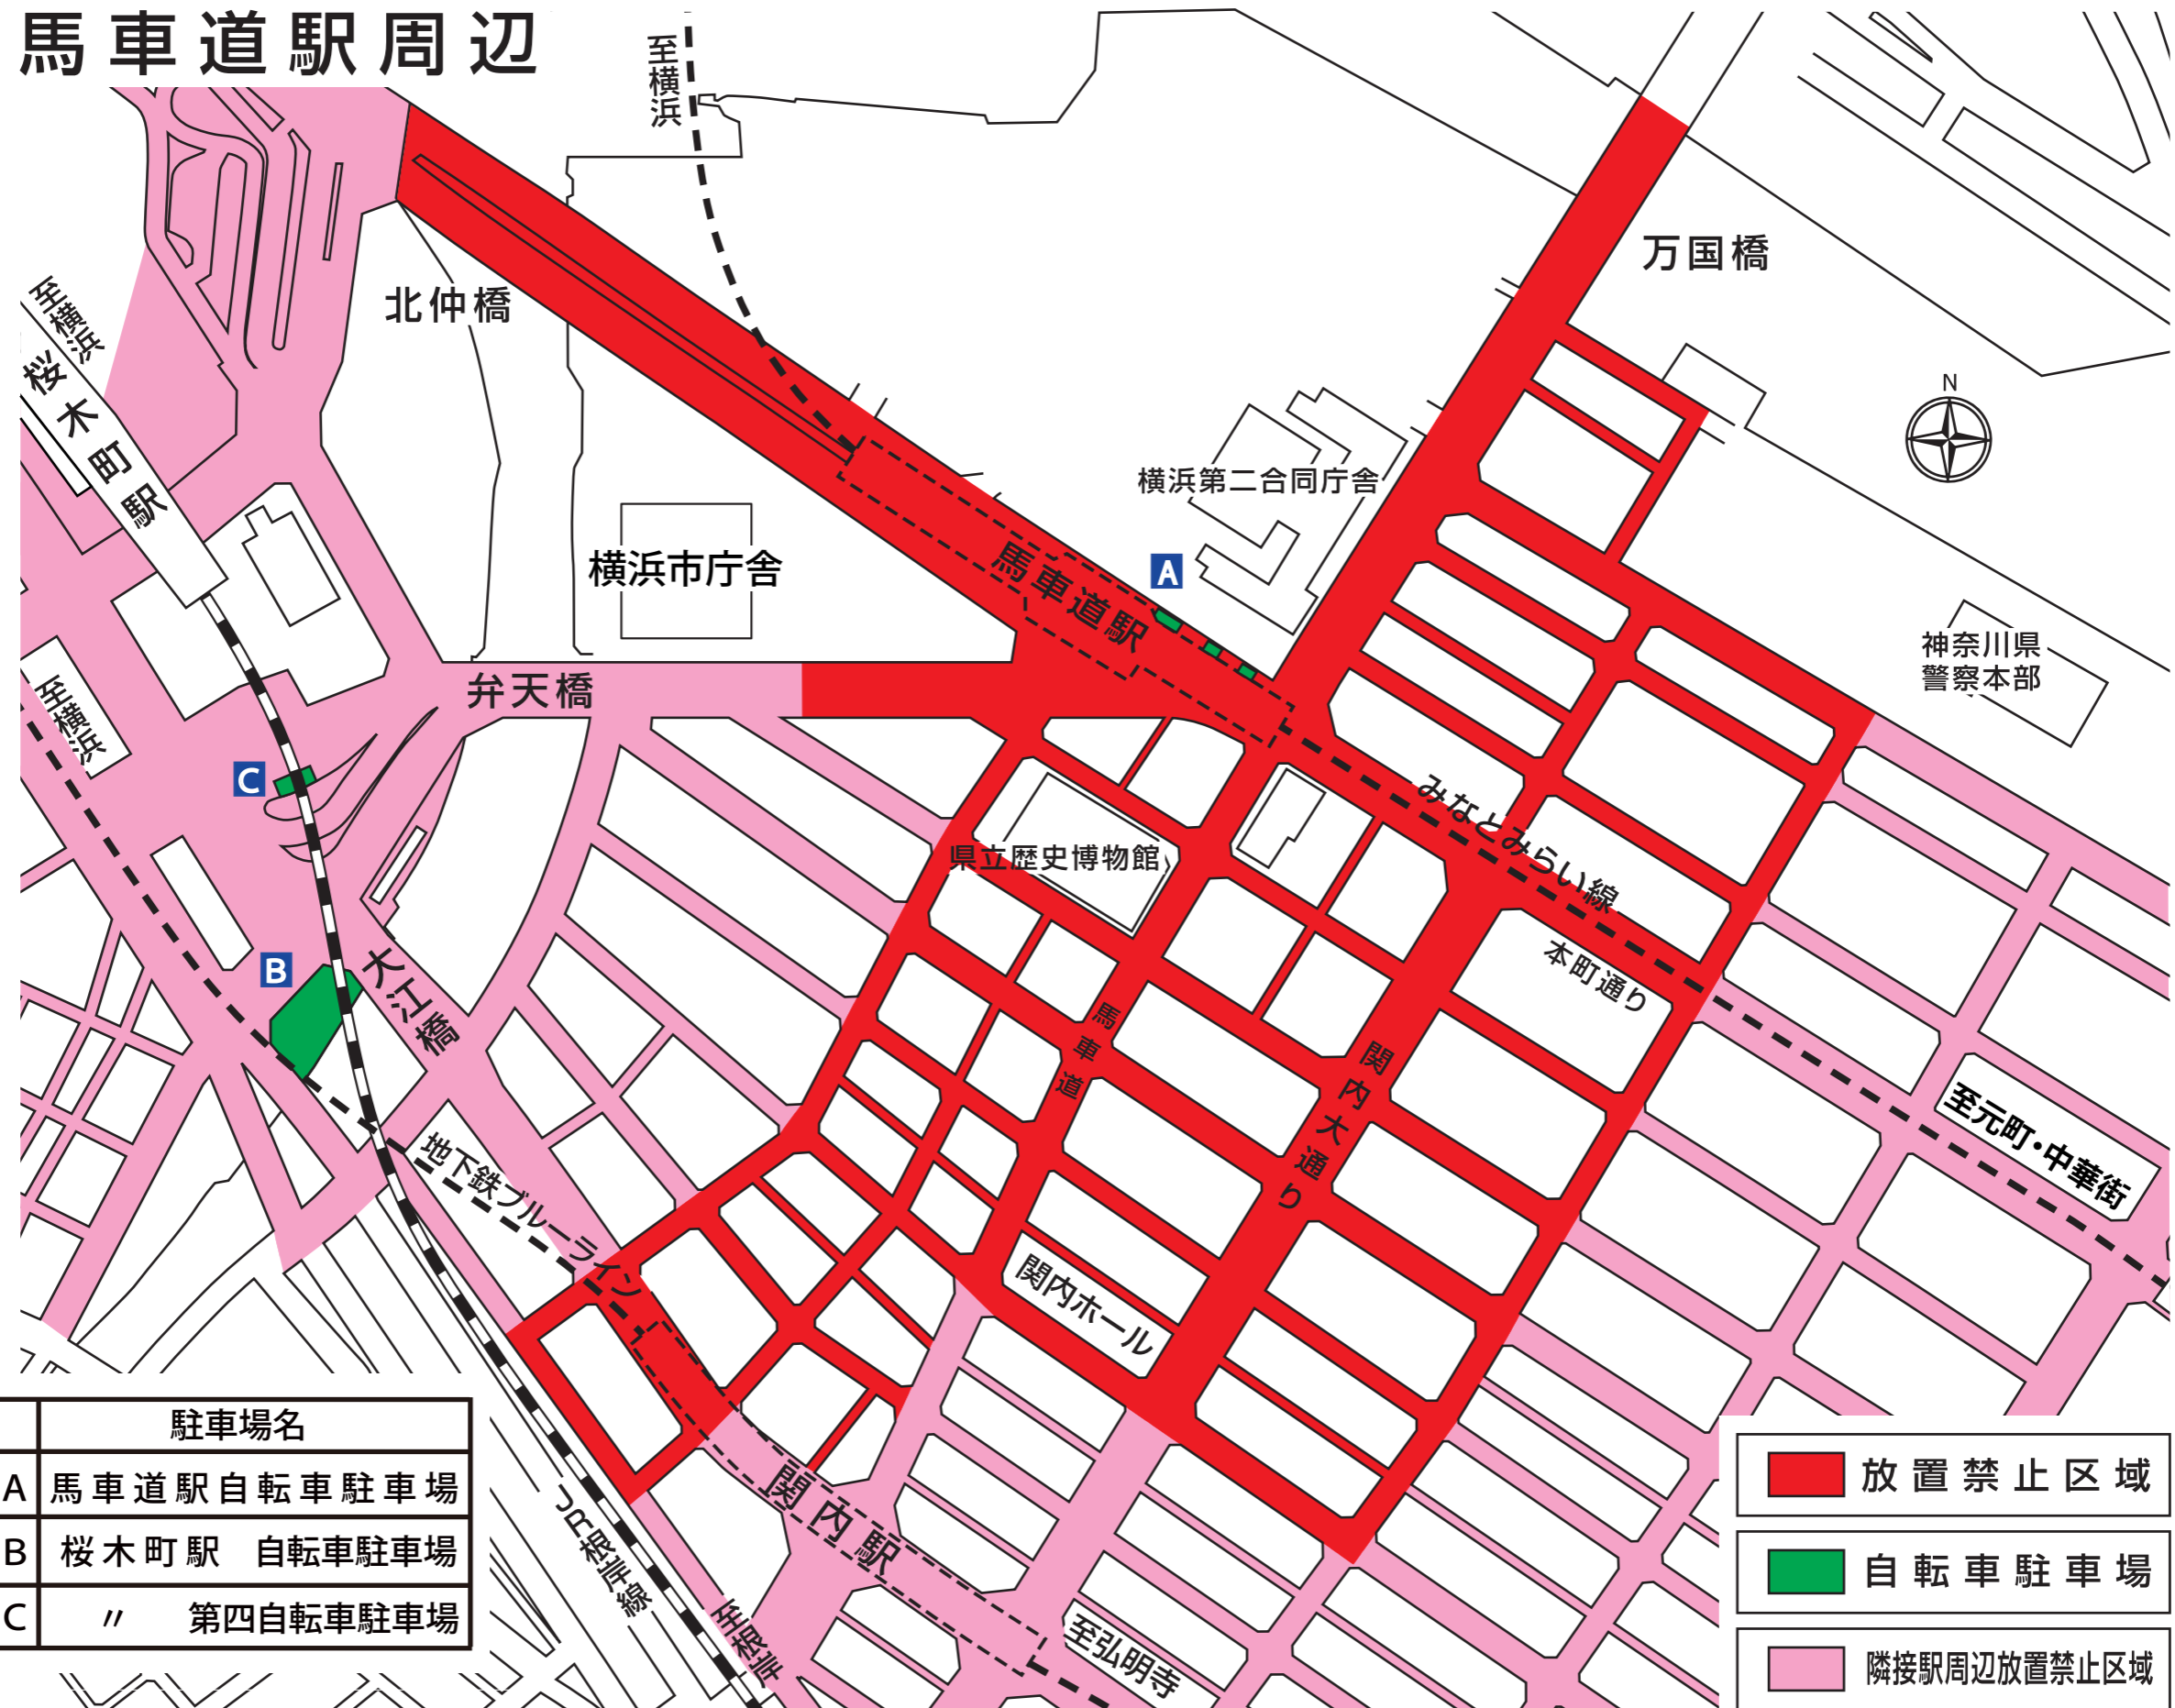 馬車道駅周辺
至横浜
万国橋
北仲橋
至横浜
桜木町駅
N
横浜第二合同庁舎
横浜市庁舎
A
馬車道駅
神奈川県
警察本部
弁天橋
至横浜
C
みなとみらい線
県立歴史博物館
本町通り
B
大江橋
馬車道
関内大通り
至元町・中華街
地下鉄ブルーライン
関内ホール
関内駅
JR根岸線
至根岸
至弘明寺
駐車場名
A 馬車道駅自転車駐車場
B 桜木町駅 自転車駐車場
C 〃 第四自転車駐車場
放置禁止区域
自転車駐車場
隣接駅周辺放置禁止区域